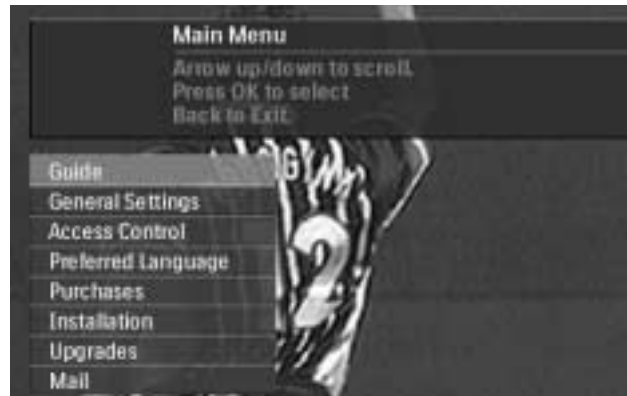 Main Menu
Arrow up/down to scroll.
Press OK to select
Back to Exit.
Guide
General Settings
Access Control
Preferred Language
Purchases
Installation
Upgrades
Mail
2